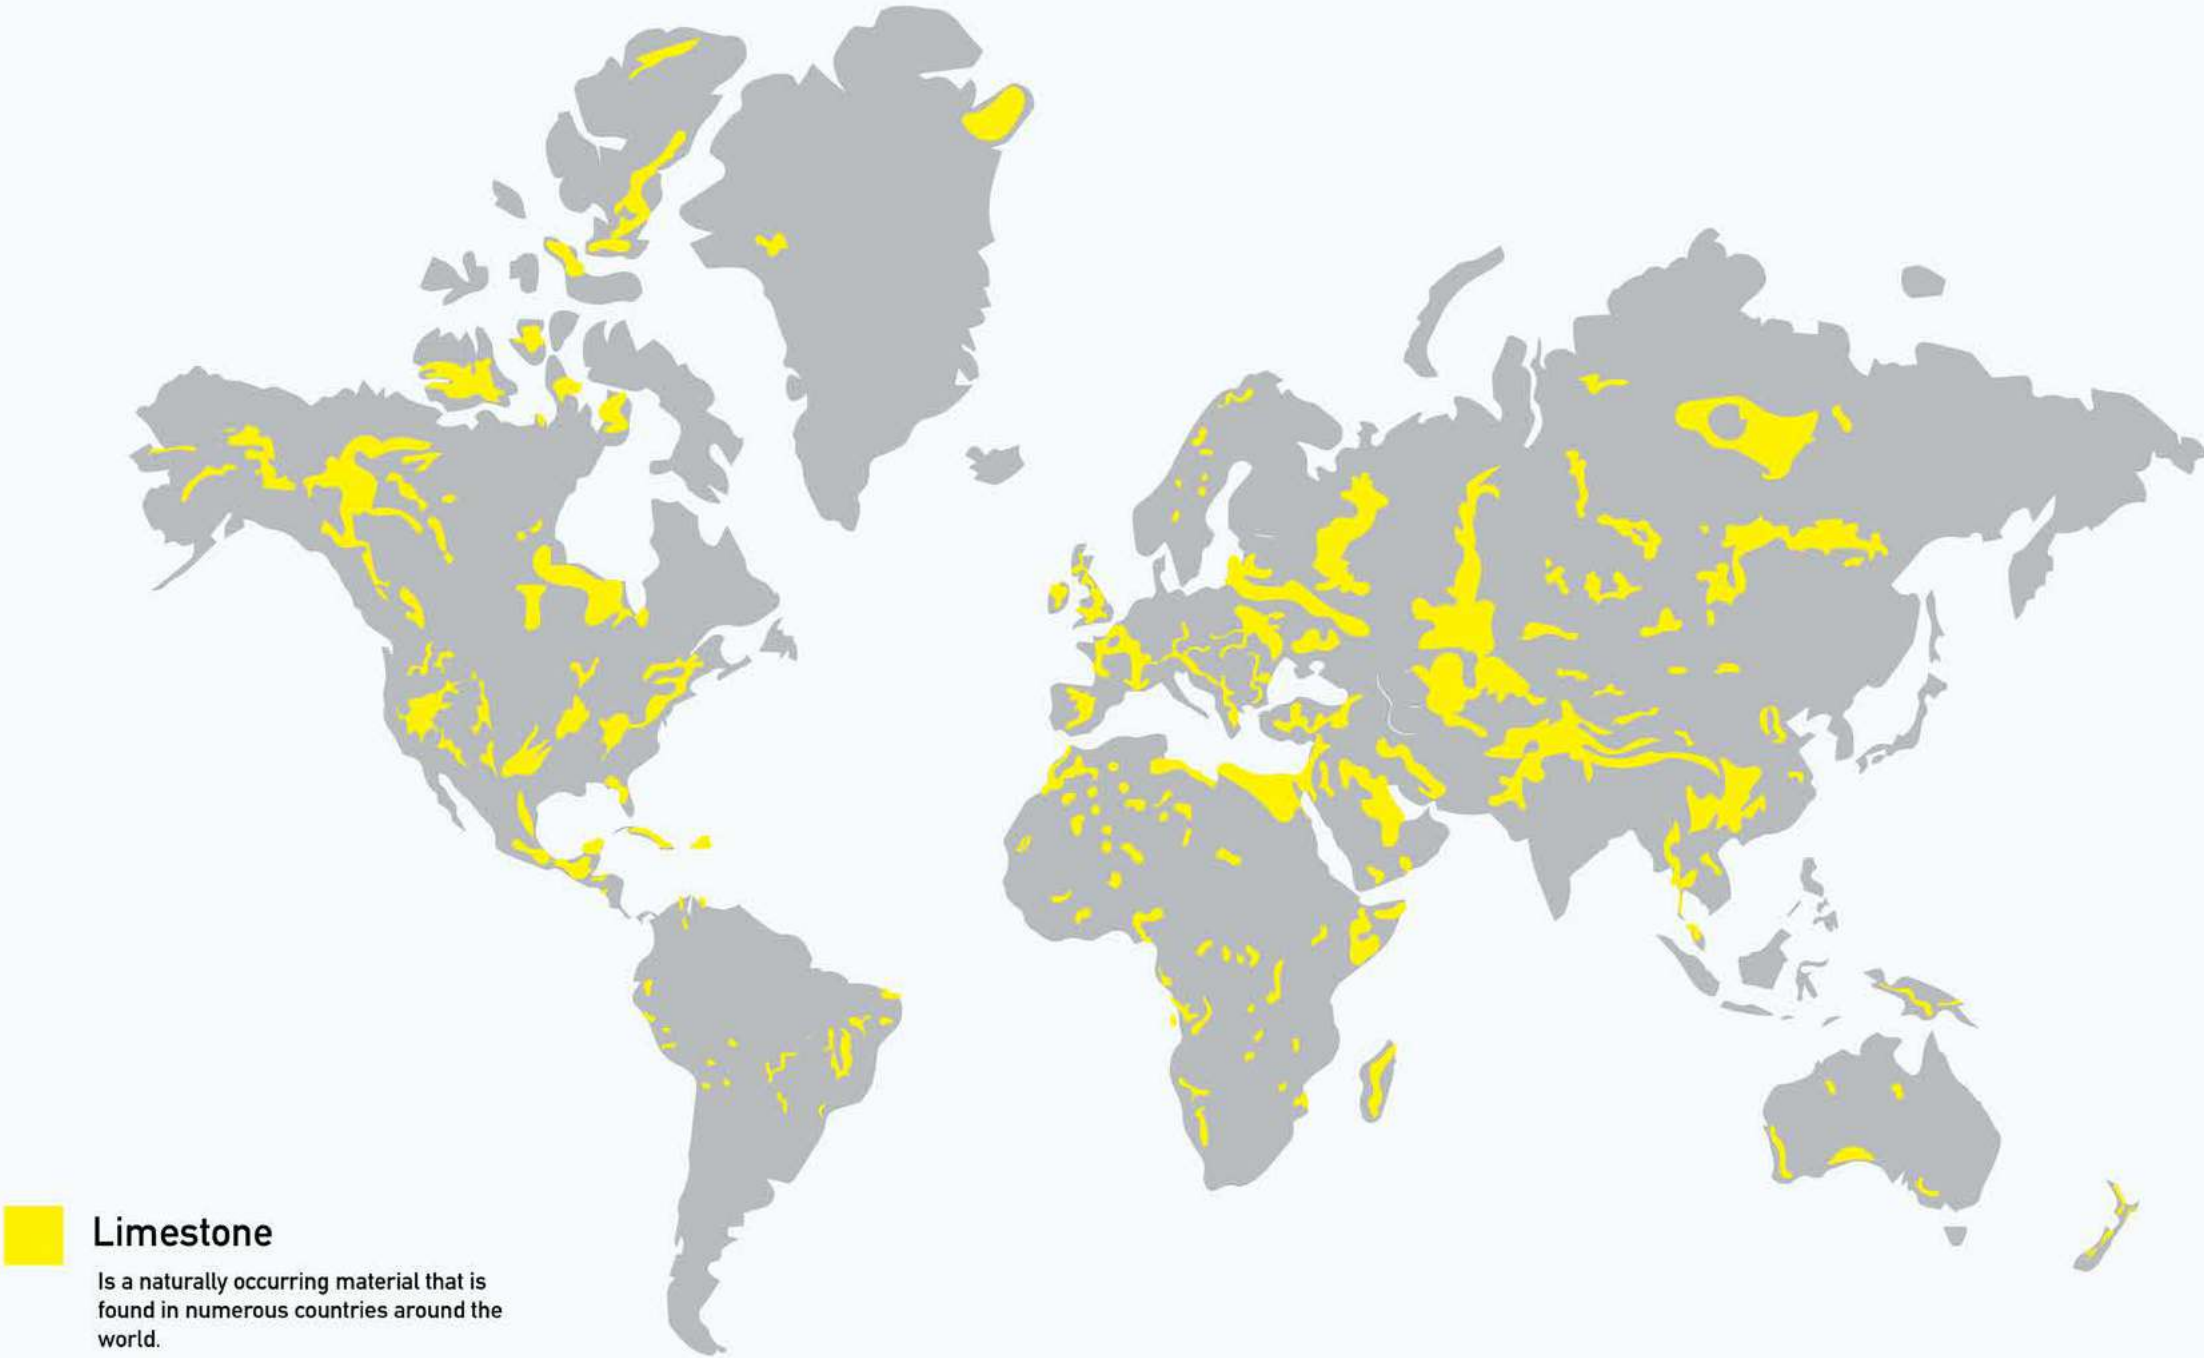 Limestone
Is a naturally occurring material that is
found in numerous countries around the
world.